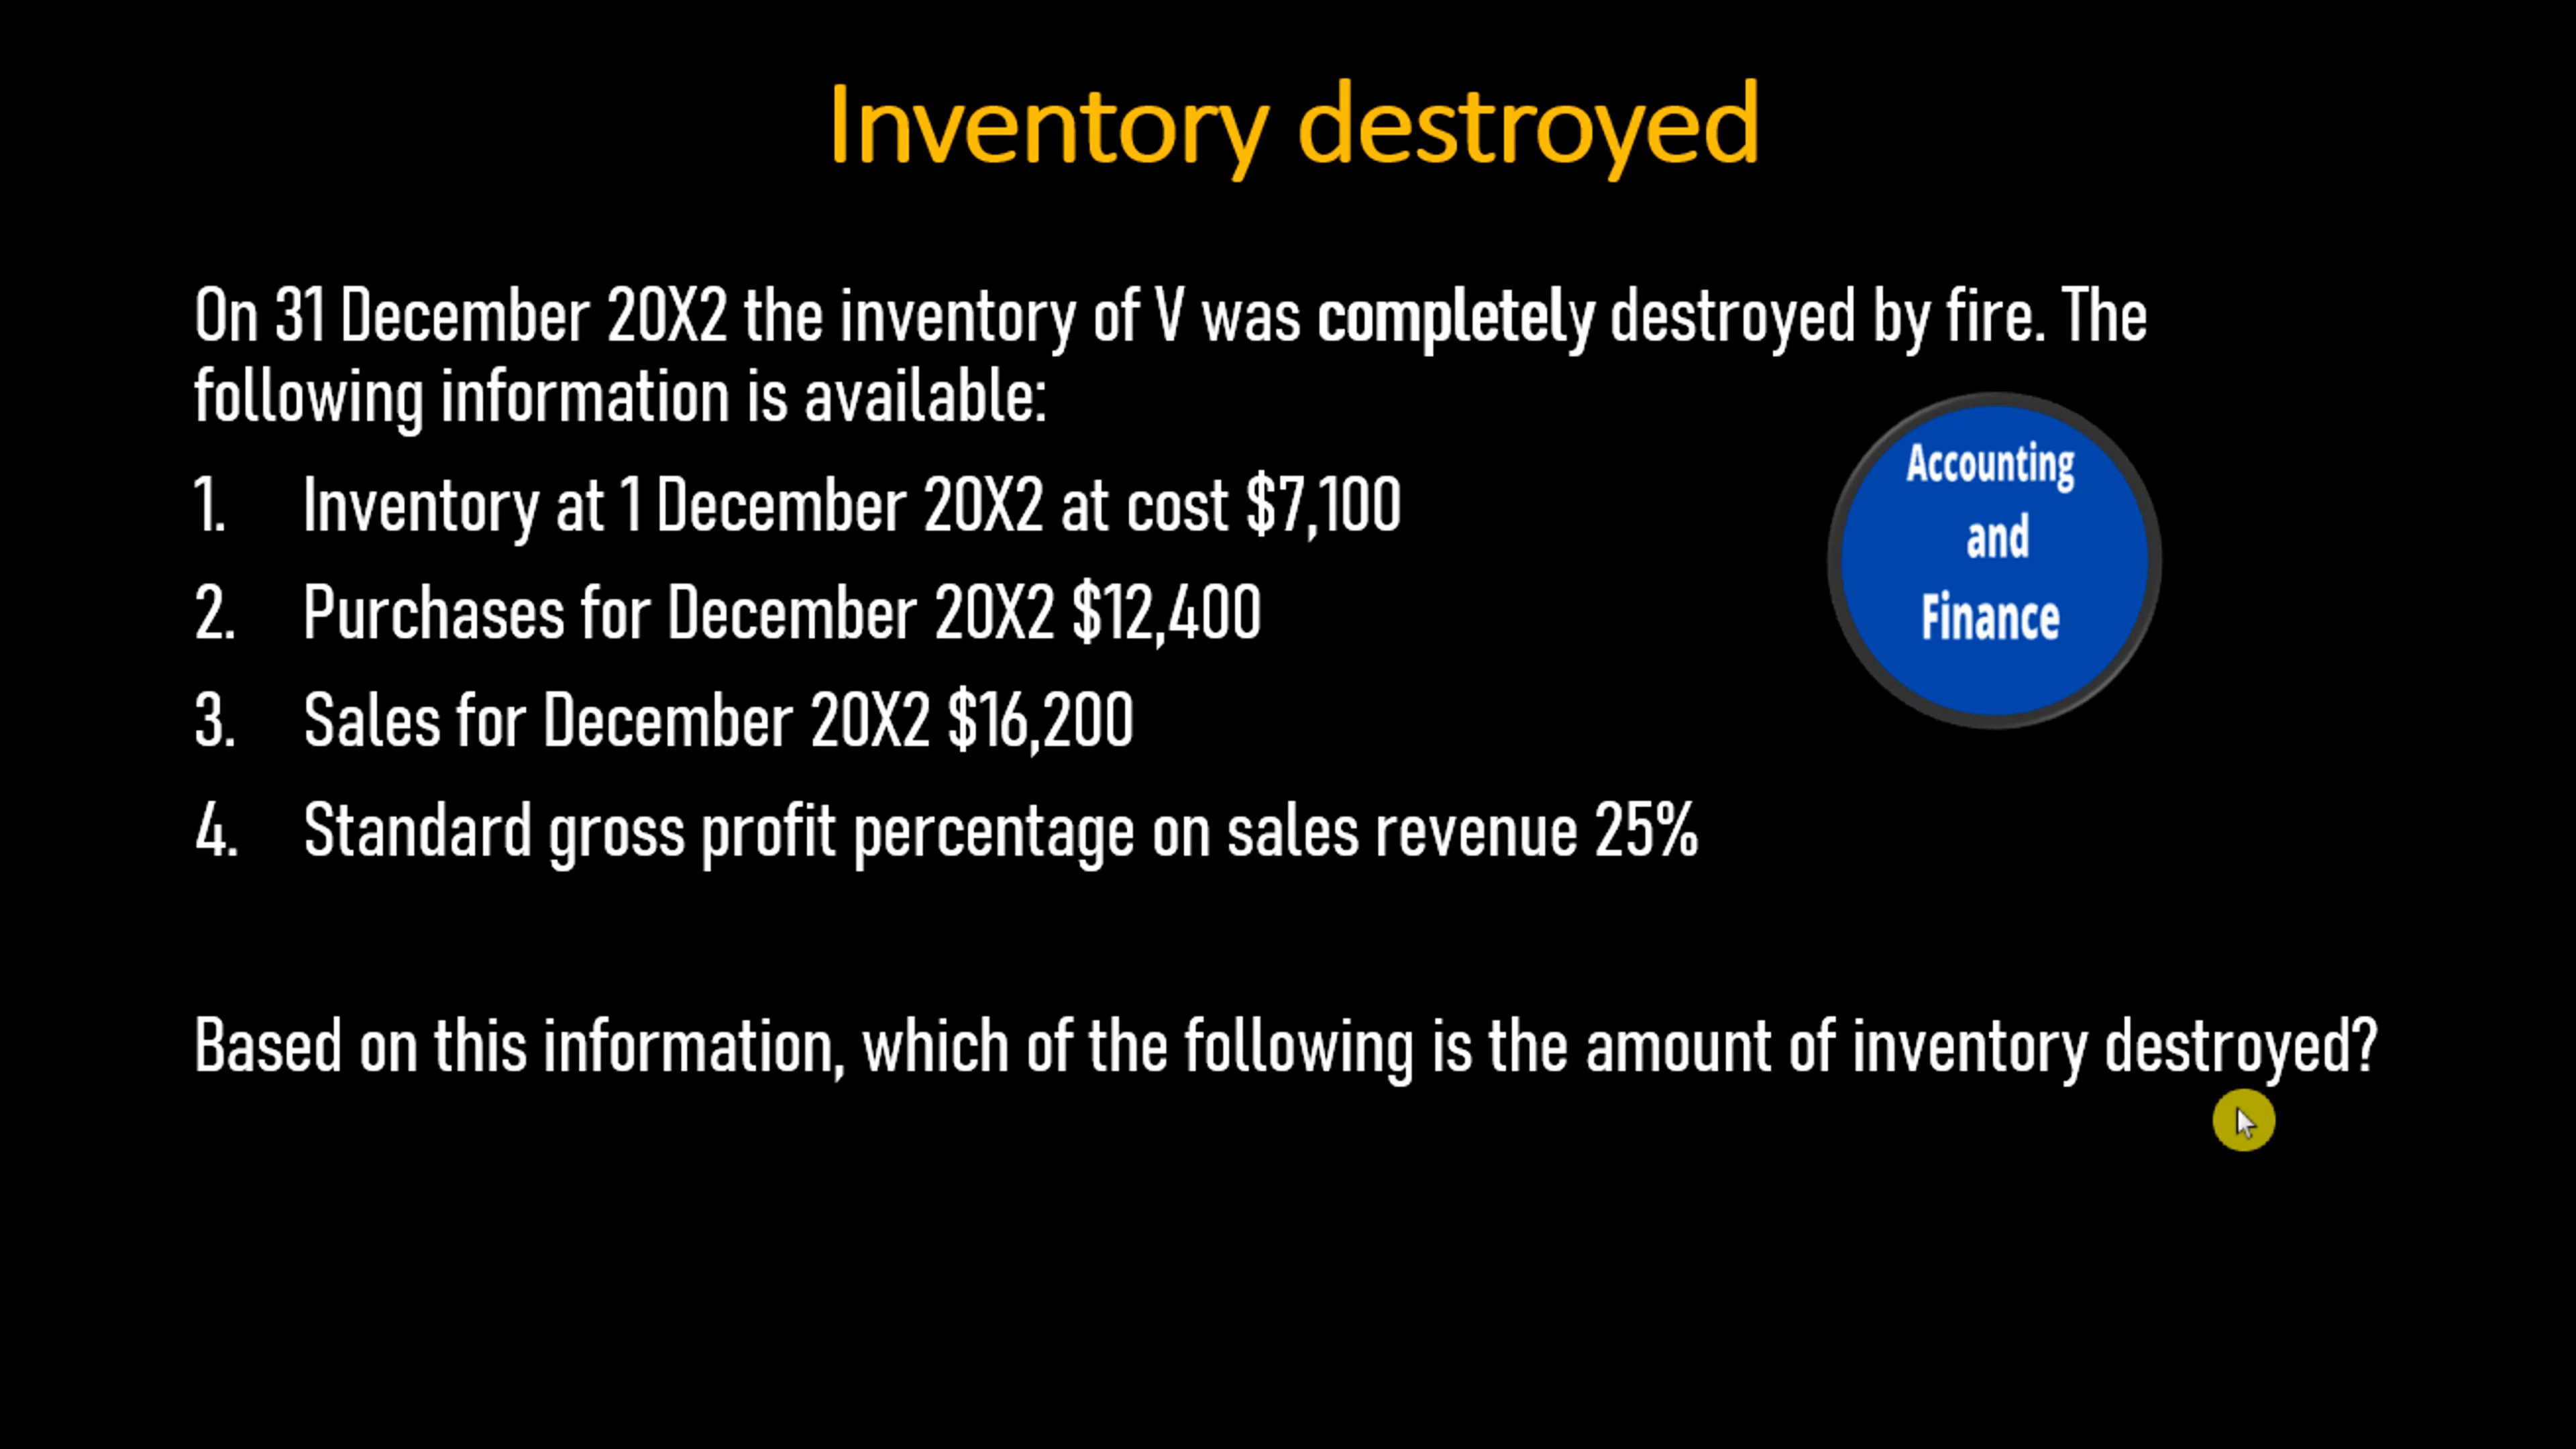 Inventory destroyed
On 31 December 20X2 the inventory of V was completely destroyed by fire. The
following information is available:
1. Inventory at 1 December 20X2 at cost $7,100
2. Purchases for December 20X2 $12,400
3. Sales for December 20X2 $16,200
4. Standard gross profit percentage on sales revenue 25%
Accounting
and
Finance
Based on this information, which of the following is the amount of inventory destroyed?